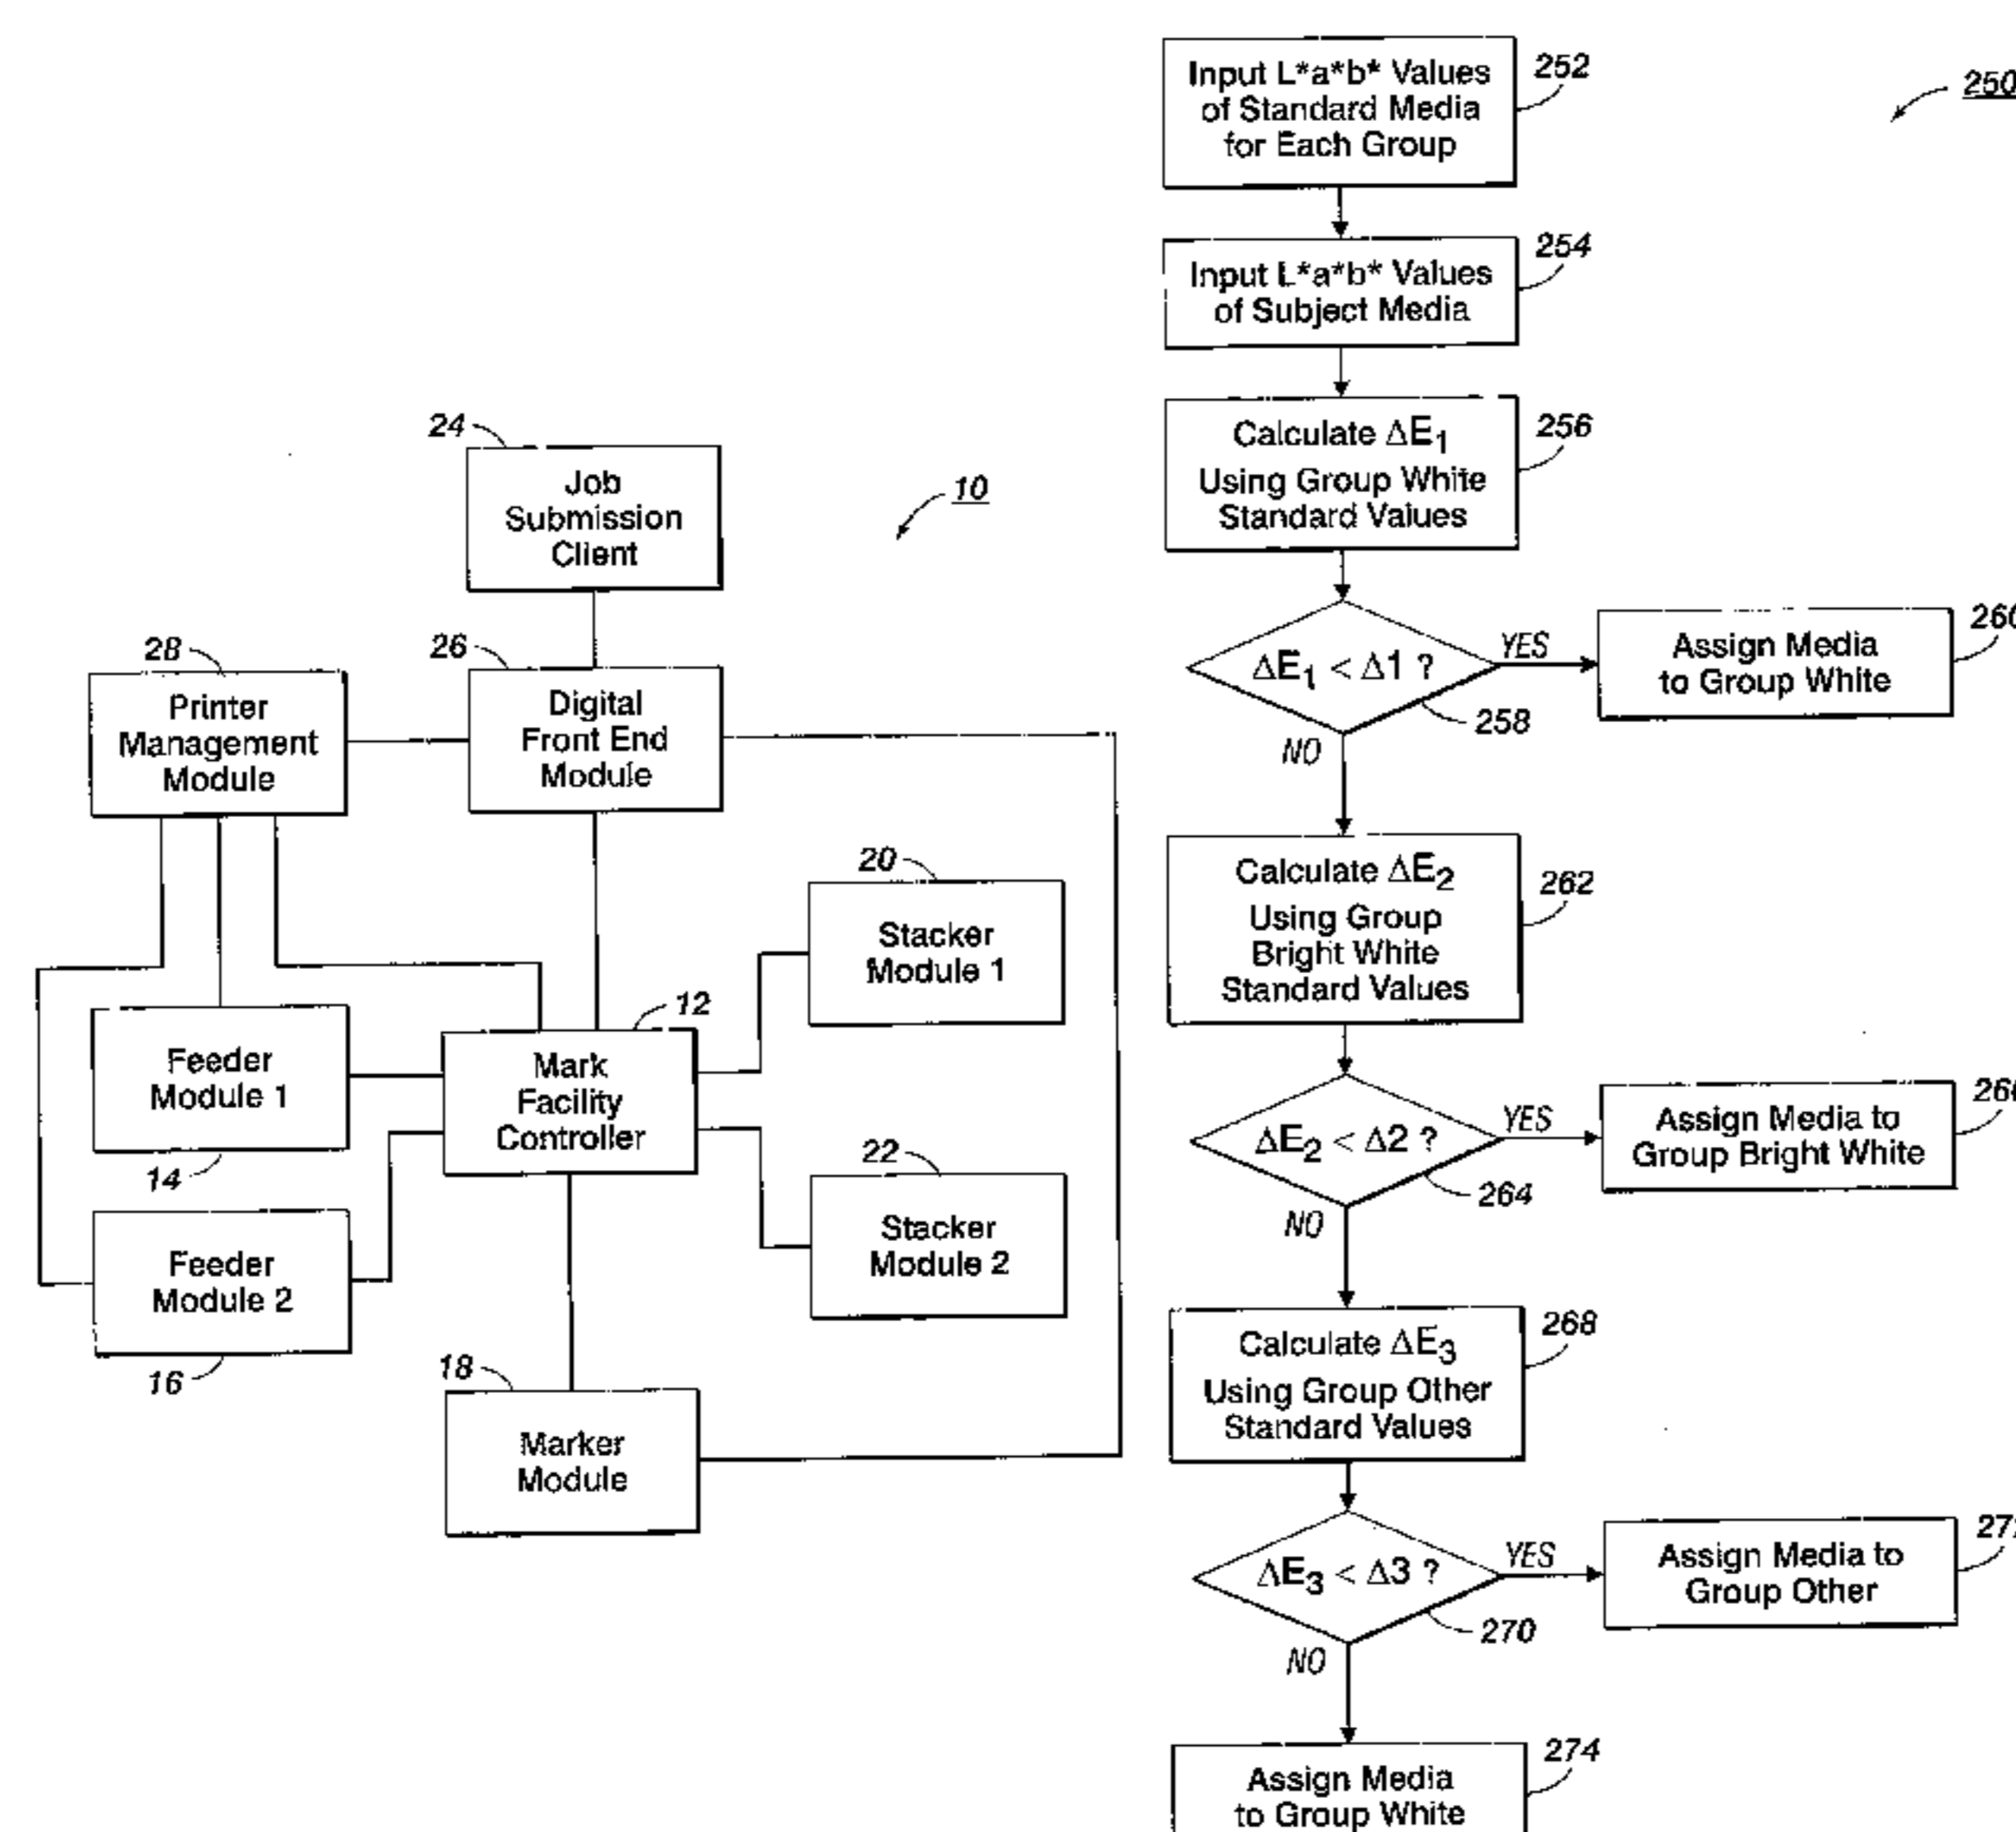 24
Job
Submission
Client
10
28
Printer
Management
Module
26
Digital
Front End
Module
20
Stacker
Module 1
12
Mark
Facility
Controller
Feeder
Module 1
14
22
Stacker
Module 2
Feeder
Module 2
16
18
Marker
Module
250
252
Input L*a*b* Values
of Standard Media
for Each Group
254
Input L*a*b* Values
of Subject Media
256
Calculate ΔE1
Using Group White
Standard Values
ΔE1 < Δ1 ?
258
YES
NO
260
Assign Media
to Group White
262
Calculate ΔE2
Using Group
Bright White
Standard Values
ΔE2 < Δ2 ?
264
YES
NO
Assign Media to
Group Bright White
268
Calculate ΔE3
Using Group Other
Standard Values
ΔE3 < Δ3 ?
270
YES
NO
Assign Media to
Group Other
274
Assign Media
to Group White